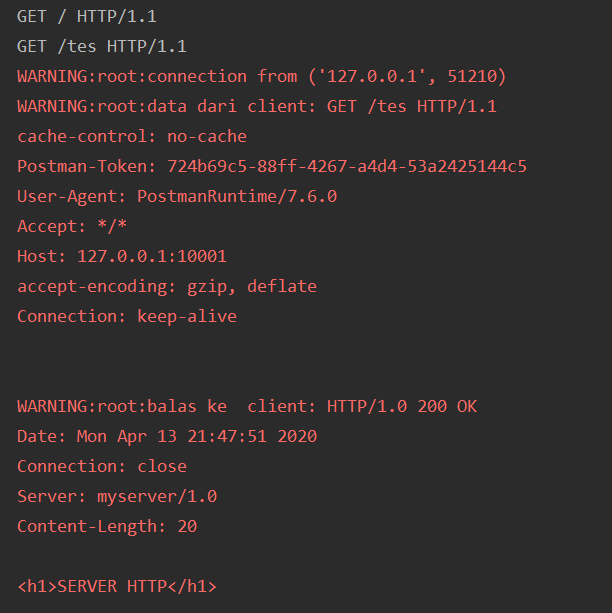 GET / HTTP/1.1
GET /tes HTTP/1.1
WARNING:root:connection from ('127.0.0.1', 51210)
WARNING:root:data dari client: GET /tes HTTP/1.1
cache-control: no-cache
Postman-Token: 724b69c5-88ff-4267-a4d4-53a2425144c5
User-Agent: PostmanRuntime/7.6.0
Accept: */*
Host: 127.0.0.1:10001
accept-encoding: gzip, deflate
Connection: keep-alive
WARNING:root:balas ke  client: HTTP/1.0 200 OK
Date: Mon Apr 13 21:47:51 2020
Connection: close
Server: myserver/1.0
Content-Length: 20
<h1>SERVER HTTP</h1>